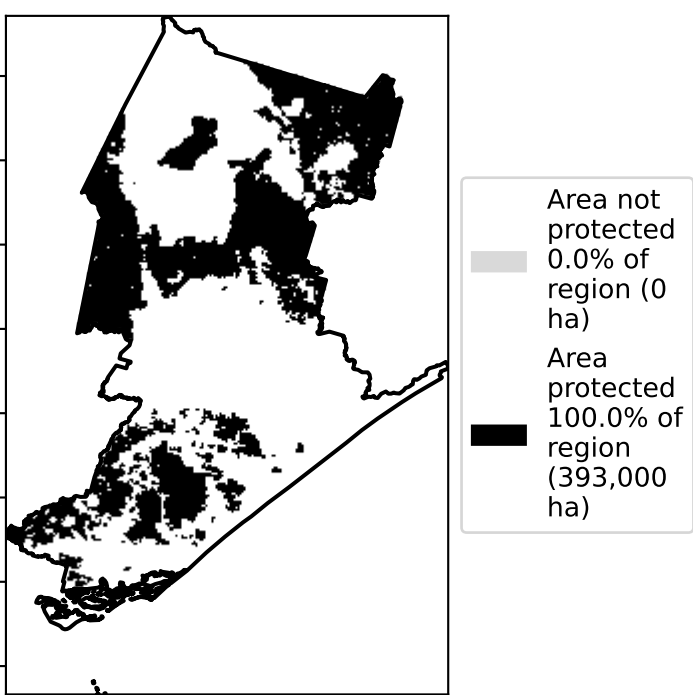 Area not
protected
0.0% of
region (0
ha)
Area
protected
100.0% of
region
(393,000
ha)